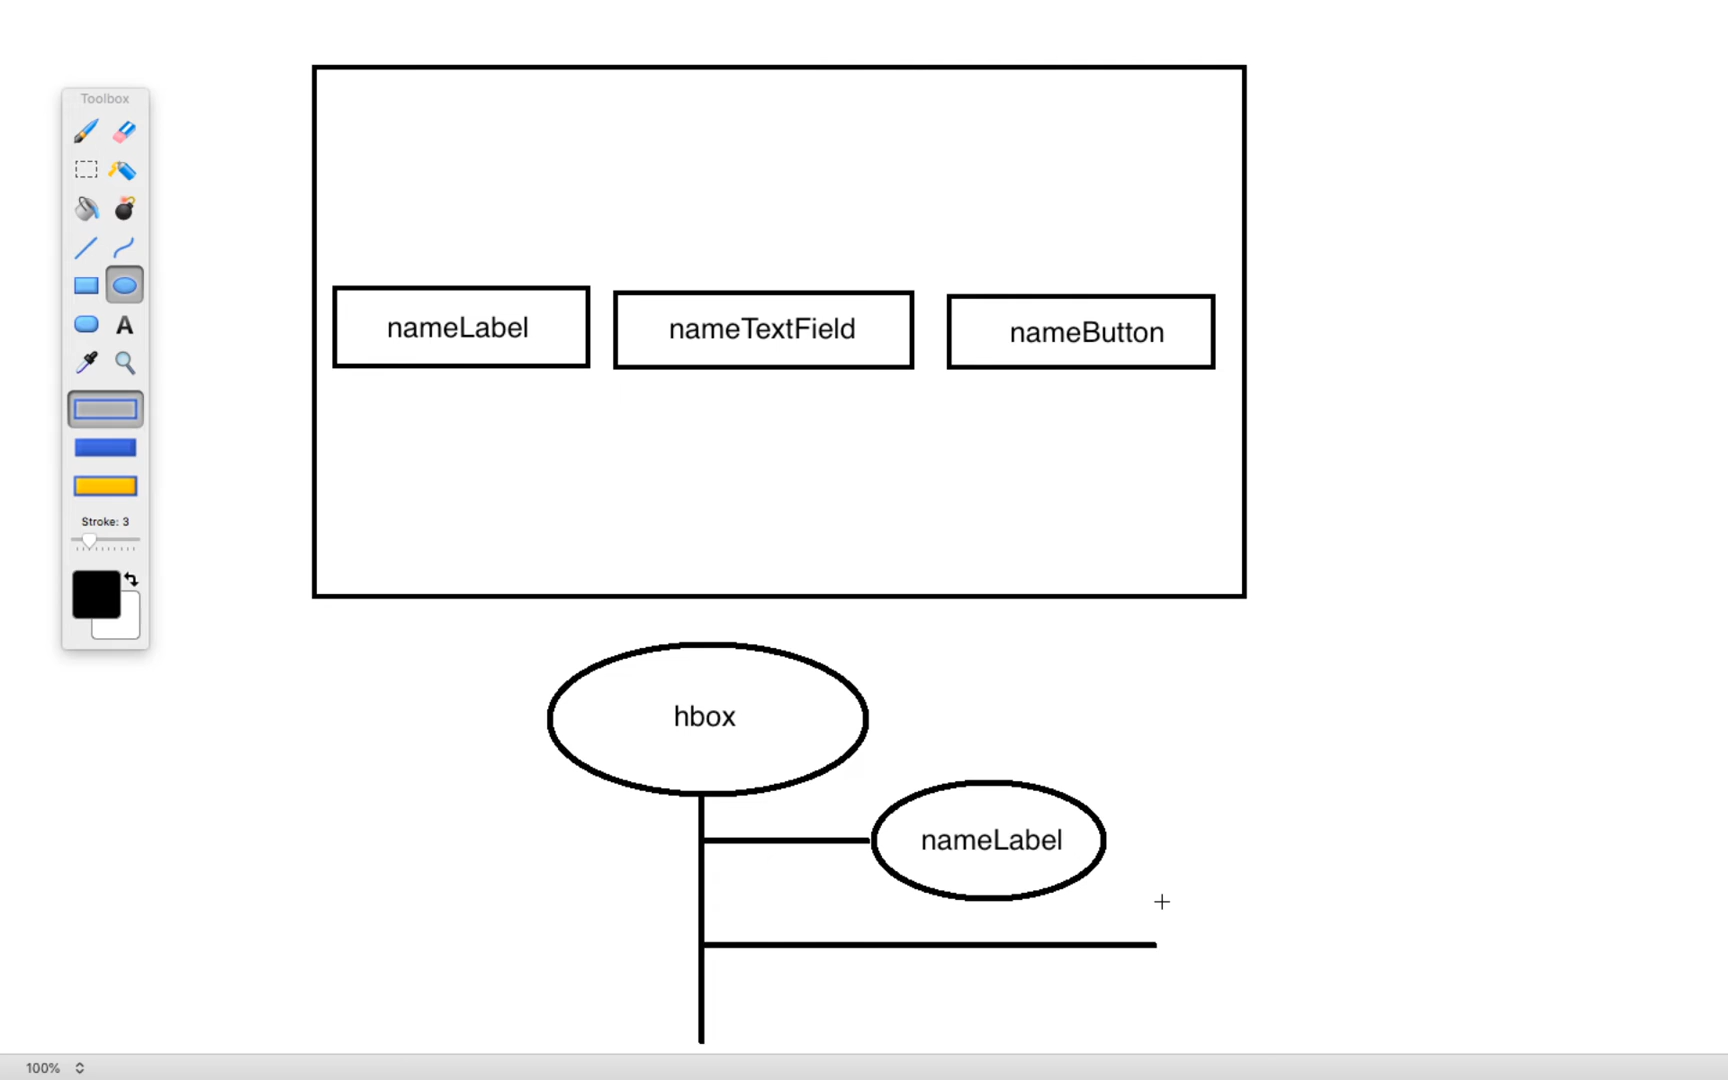 Toolbox
A
nameLabel
nameTextField
nameButton
Stroke: 3
hbox
nameLabel
100%